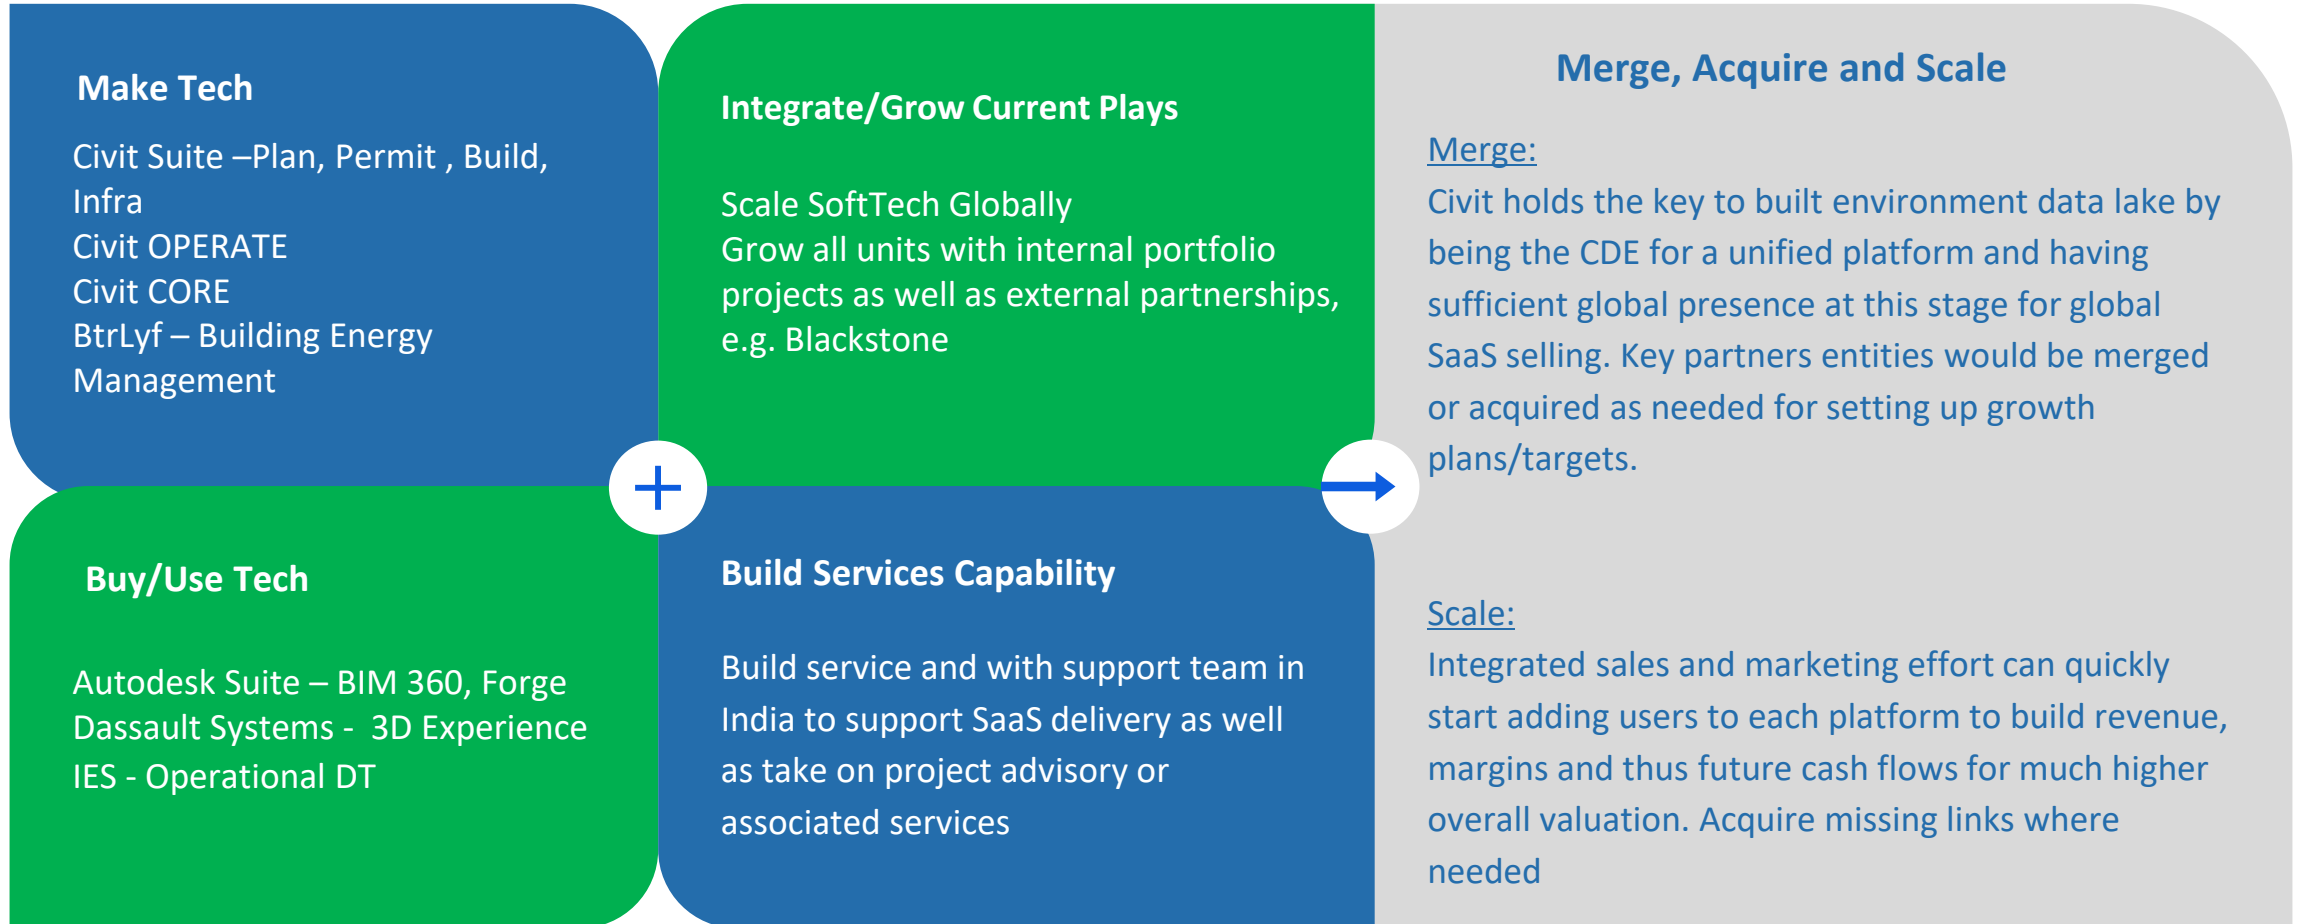 Make Tech
Civit Suite –Plan, Permit , Build,
Infra
Civit OPERATE
Civit CORE
BtrLyf – Building Energy
Management
Integrate/Grow Current Plays
Scale SoftTech Globally
Grow all units with internal portfolio
projects as well as external partnerships,
e.g. Blackstone
Buy/Use Tech
Autodesk Suite – BIM 360, Forge
Dassault Systems -  3D Experience
IES - Operational DT
Build Services Capability
Build service and with support team in
India to support SaaS delivery as well
as take on project advisory or
associated services
Merge, Acquire and Scale
Merge:
Civit holds the key to built environment data lake by
being the CDE for a unified platform and having
sufficient global presence at this stage for global
SaaS selling. Key partners entities would be merged
or acquired as needed for setting up growth
plans/targets.
Scale:
Integrated sales and marketing effort can quickly
start adding users to each platform to build revenue,
margins and thus future cash flows for much higher
overall valuation. Acquire missing links where
needed